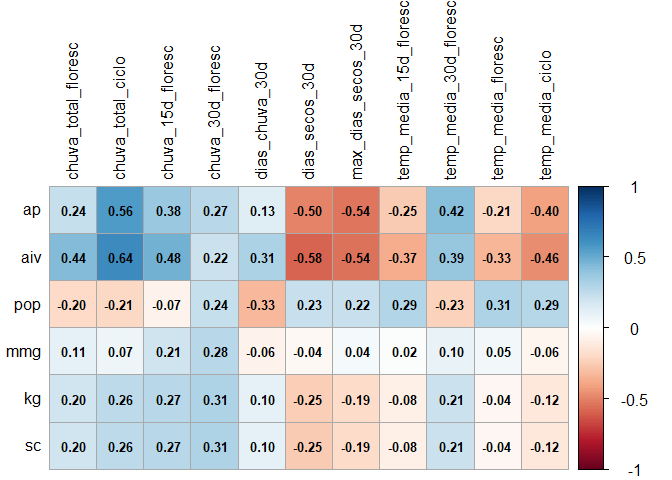 chuva_total_floresc
chuva_total_ciclo
chuva_15d_floresc
chuva_30d_floresc
dias_chuva_30d
dias_secos_30d
max_dias_secos_30d
temp_media_15d_floresc
temp_media_30d_floresc
temp_media_floresc
temp_media_ciclo
ap 0.24 0.56 0.38 0.27 0.13 -0.50 -0.54 -0.25 0.42 -0.21 -0.40
aiv 0.44 0.64 0.48 0.22 0.31 -0.58 -0.54 -0.37 0.39 -0.33 -0.46
pop -0.20 -0.21 -0.07 0.24 -0.33 0.23 0.22 0.29 -0.23 0.31 0.29
mmg 0.11 0.07 0.21 0.28 -0.06 -0.04 0.04 0.02 0.10 0.05 -0.06
kg 0.20 0.26 0.27 0.31 0.10 -0.25 -0.19 -0.08 0.21 -0.04 -0.12
sc 0.20 0.26 0.27 0.31 0.10 -0.25 -0.19 -0.08 0.21 -0.04 -0.12
1
0.5
0
-0.5
-1